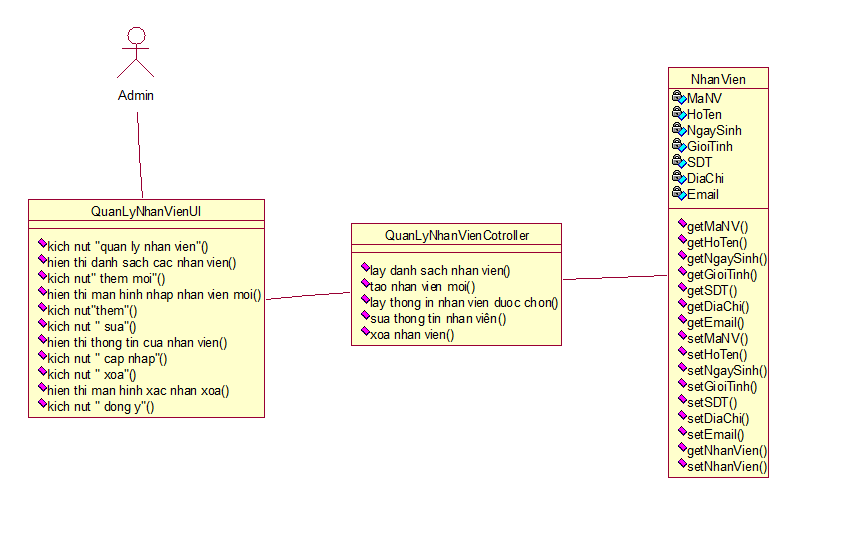 Admin
QuanLyNhanVienUI
kich nut "quan ly nhan vien"()
hien thi danh sach cac nhan vien()
kich nut" them moi"()
hien thi man hinh nhap nhan vien moi()
kich nut"them"()
kich nut " sua"()
hien thi thong tin cua nhan vien()
kich nut " cap nhap"()
kich nut " xoa"()
hien thi man hinh xac nhan xoa()
kich nut " dong y"()
QuanLyNhanVienCotroller
lay danh sach nhan vien()
tao nhan vien moi()
lay thong in nhan vien duoc chon()
sua thong tin nhân viên()
xoa nhan vien()
NhanVien
MaNV
HoTen
NgaySinh
GioiTinh
SDT
DiaChi
Email
getMaNV()
getHoTen()
getNgaySinh()
getGioiTinh()
getSDT()
getDiaChi()
getEmail()
setMaNV()
setHoTen()
setNgaySinh()
setGioiTinh()
setSDT()
setDiaChi()
setEmail()
getNhanVien()
setNhanVien()